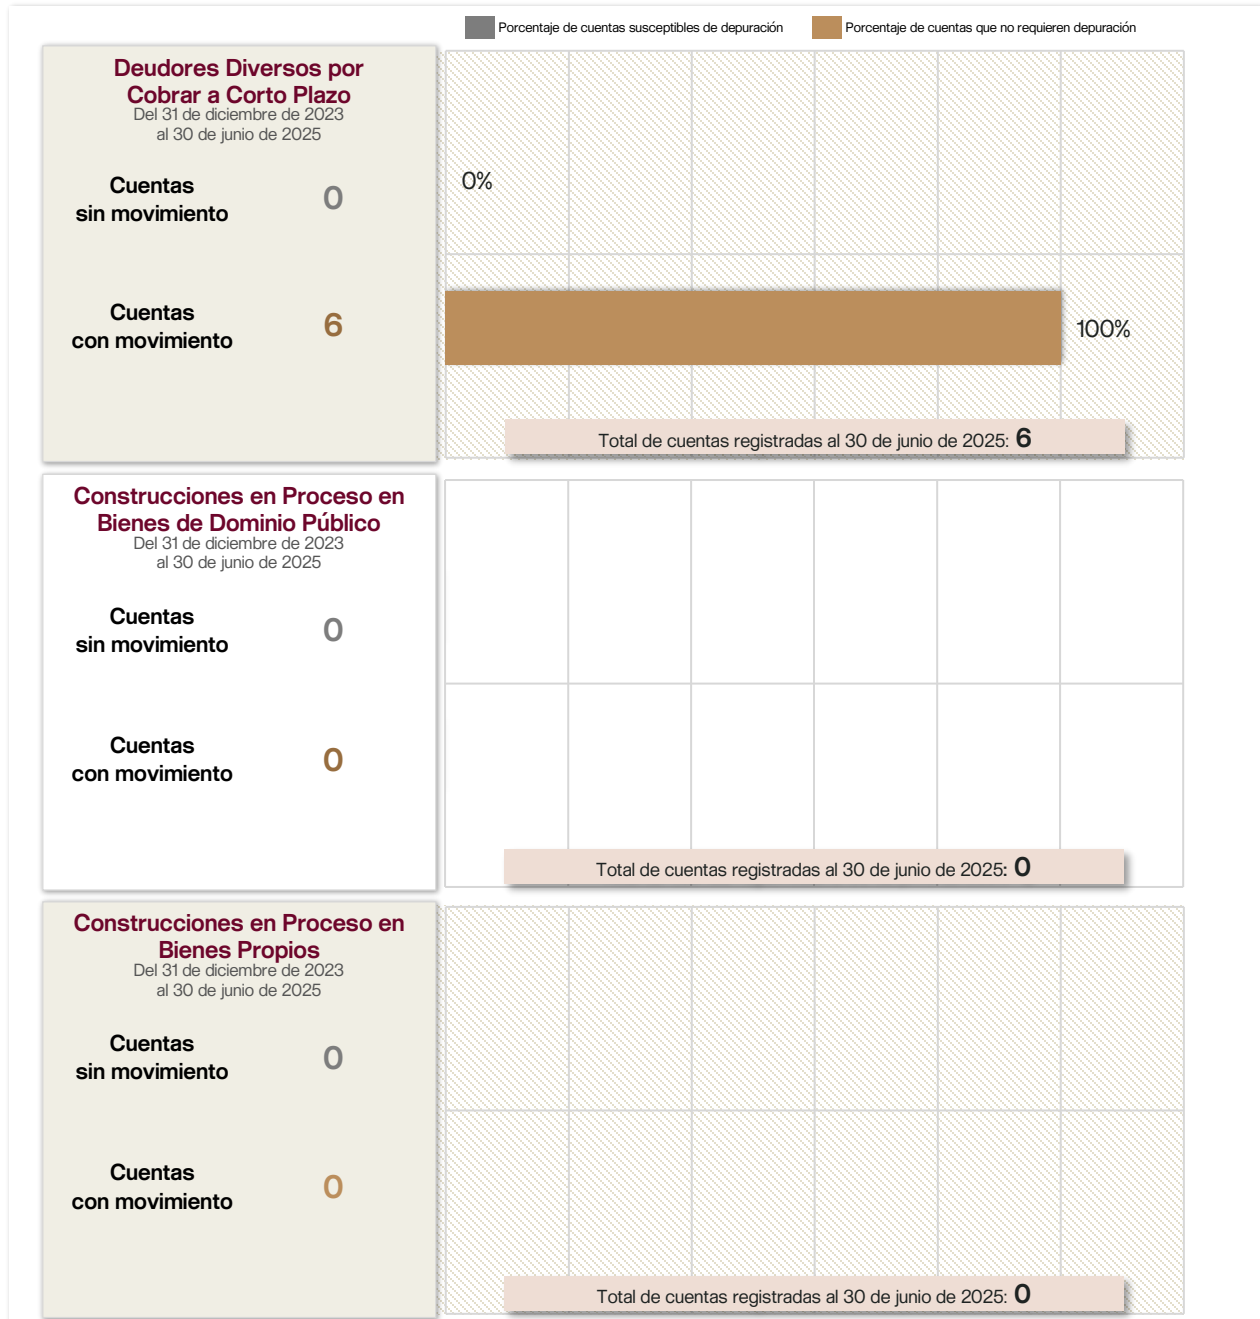 Porcentaje de cuentas susceptibles de depuración
Porcentaje de cuentas que no requieren depuración
Deudores Diversos por
Cobrar a Corto Plazo
Del 31 de diciembre de 2023
al 30 de junio de 2025
Cuentas
sin movimiento
0
0%
Cuentas
con movimiento
6
100%
Total de cuentas registradas al 30 de junio de 2025: 6
Construcciones en Proceso en
Bienes de Dominio Público
Del 31 de diciembre de 2023
al 30 de junio de 2025
Cuentas
sin movimiento
0
Cuentas
con movimiento
0
Total de cuentas registradas al 30 de junio de 2025: 0
Construcciones en Proceso en
Bienes Propios
Del 31 de diciembre de 2023
al 30 de junio de 2025
Cuentas
sin movimiento
0
Cuentas
con movimiento
0
Total de cuentas registradas al 30 de junio de 2025: 0